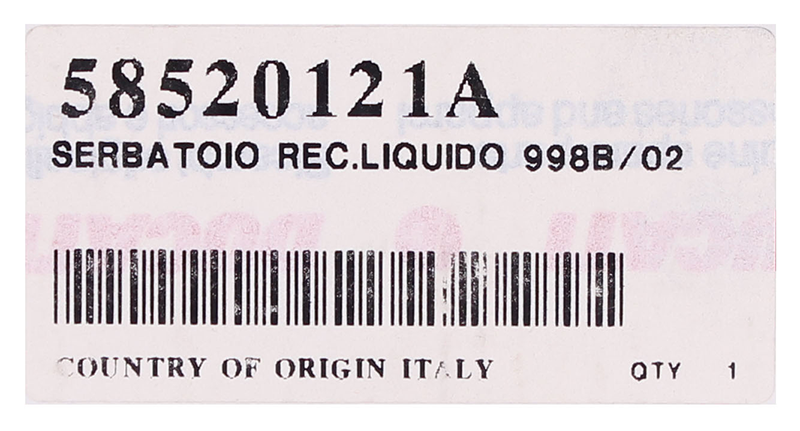 58520121A
SERBATOIO REC.LIQUIDO 998B/02
COUNTRY OF ORIGIN ITALY QTY 1